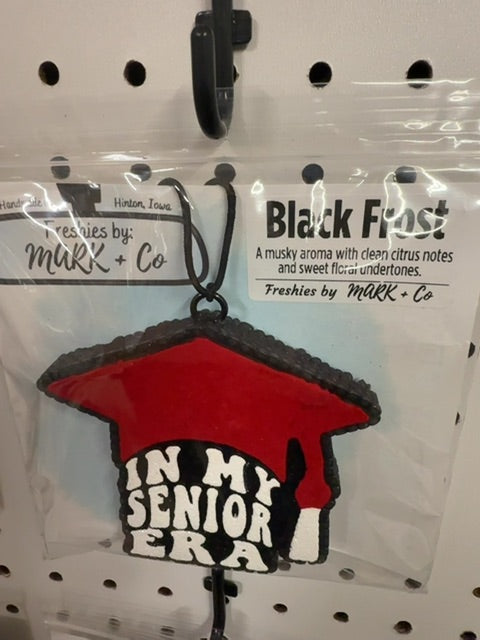 Hinton, Iowa
Freshies by:
MARK + Co
Black Frost
A musky aroma with clean citrus notes
and sweet floral undertones.
Freshies by MARK + Co
IN MY
SENIOR
ERA